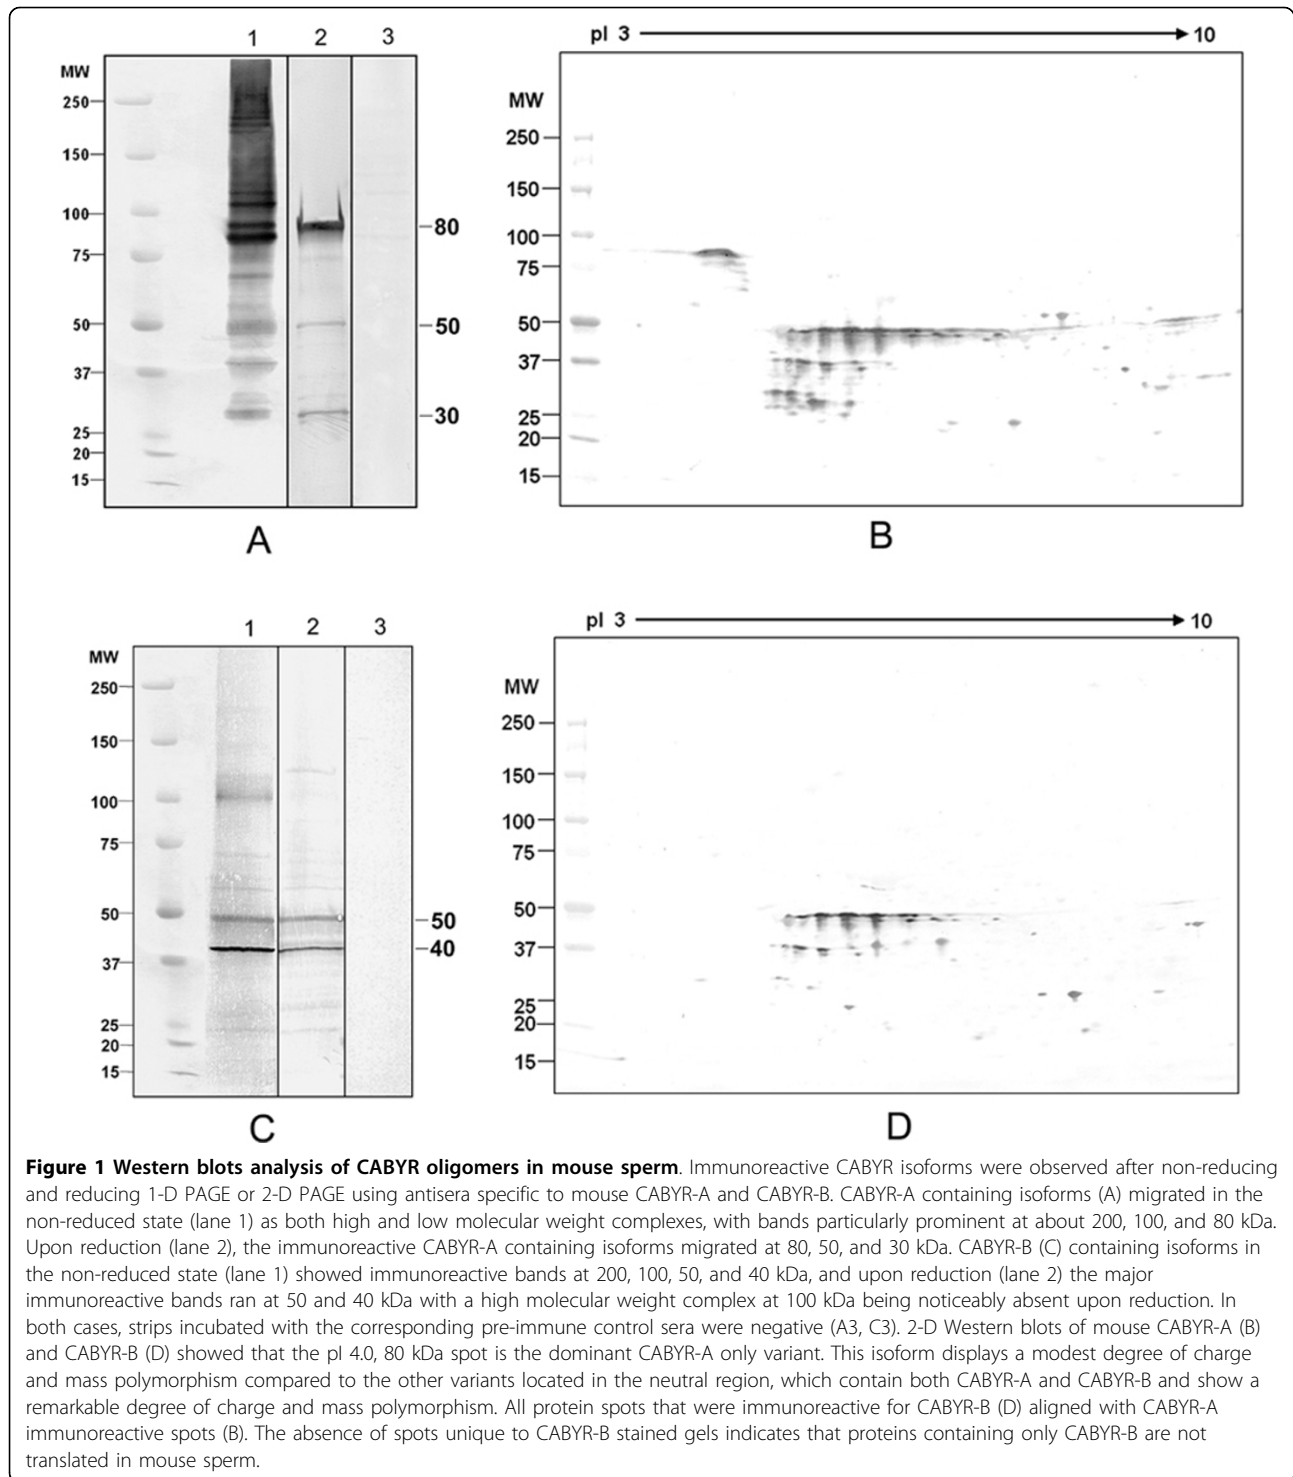 1 2 3
MW
250
150
100
75
50
37
25
20
15
80
50
30
A
pI 3 10
MW
250
150
100
75
50
37
25
20
15
B
1 2 3
MW
250
150
100
75
50
37
25
20
15
50
40
C
pI 3 10
MW
250
150
100
75
50
37
25
20
15
D
Figure 1 Western blots analysis of CABYR oligomers in mouse sperm. Immunoreactive CABYR isoforms were observed after non-reducing
and reducing 1-D PAGE or 2-D PAGE using antisera specific to mouse CABYR-A and CABYR-B. CABYR-A containing isoforms (A) migrated in the
non-reduced state (lane 1) as both high and low molecular weight complexes, with bands particularly prominent at about 200, 100, and 80 kDa.
Upon reduction (lane 2), the immunoreactive CABYR-A containing isoforms migrated at 80, 50, and 30 kDa. CABYR-B (C) containing isoforms in
the non-reduced state (lane 1) showed immunoreactive bands at 200, 100, 50, and 40 kDa, and upon reduction (lane 2) the major
immunoreactive bands ran at 50 and 40 kDa with a high molecular weight complex at 100 kDa being noticeably absent upon reduction. In
both cases, strips incubated with the corresponding pre-immune control sera were negative (A3, C3). 2-D Western blots of mouse CABYR-A (B)
and CABYR-B (D) showed that the pI 4.0, 80 kDa spot is the dominant CABYR-A only variant. This isoform displays a modest degree of charge
and mass polymorphism compared to the other variants located in the neutral region, which contain both CABYR-A and CABYR-B and show a
remarkable degree of charge and mass polymorphism. All protein spots that were immunoreactive for CABYR-B (D) aligned with CABYR-A
immunoreactive spots (B). The absence of spots unique to CABYR-B stained gels indicates that proteins containing only CABYR-B are not
translated in mouse sperm.